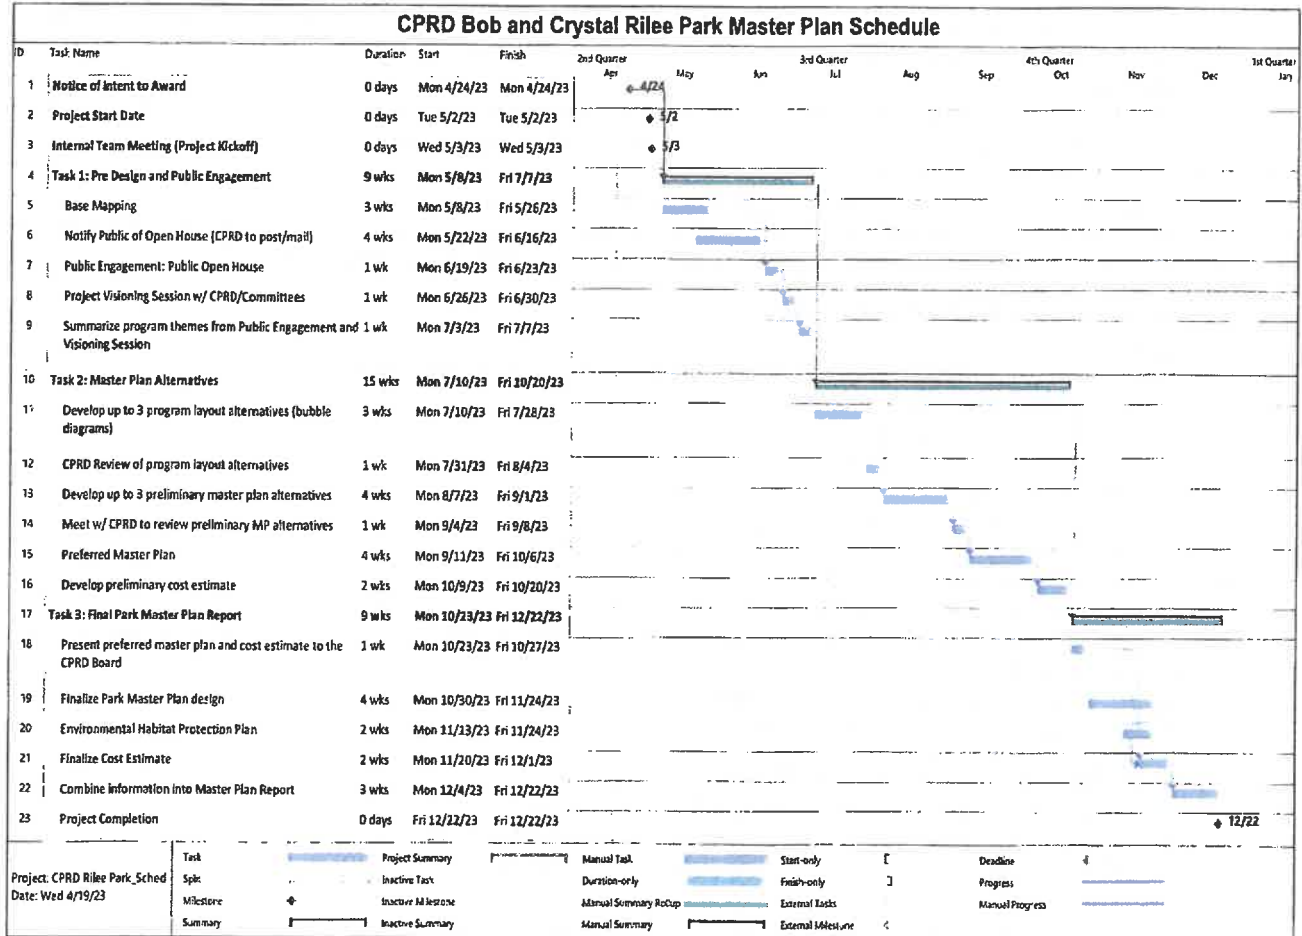 CPRD Bob and Crystal Rilee Park Master Plan Schedule
ID Task Name Duration Start Finish 2nd Quarter 3rd Quarter 4th Quarter 1st Quarter
Apr May Jun Jul Aug Sep Oct Nov Dec Jan
1 Notice of Intent to Award 0 days Mon 4/24/23 Mon 4/24/23 4/24
2 Project Start Date 0 days Tue 5/2/23 Tue 5/2/23 5/2
3 Internal Team Meeting (Project Kickoff) 0 days Wed 5/3/23 Wed 5/3/23 5/3
4 Task 1: Pre Design and Public Engagement 9 wks Mon 5/8/23 Fri 7/7/23
5 Base Mapping 3 wks Mon 5/8/23 Fri 5/26/23
6 Notify Public of Open House (CPRD to post/mail) 4 wks Mon 5/22/23 Fri 6/16/23
7 Public Engagement: Public Open House 1 wk Mon 6/19/23 Fri 6/23/23
8 Project Visioning Session w/ CPRD/Committees 1 wk Mon 6/26/23 Fri 6/30/23
9 Summarize program themes from Public Engagement and 1 wk Mon 7/3/23 Fri 7/7/23
Visioning Session
10 Task 2: Master Plan Alternatives 15 wks Mon 7/10/23 Fri 10/20/23
11 Develop up to 3 program layout alternatives (bubble 3 wks Mon 7/10/23 Fri 7/28/23
diagrams)
12 CPRD Review of program layout alternatives 1 wk Mon 7/31/23 Fri 8/4/23
13 Develop up to 3 preliminary master plan alternatives 4 wks Mon 8/7/23 Fri 9/1/23
14 Meet w/ CPRD to review preliminary MP alternatives 1 wk Mon 9/4/23 Fri 9/8/23
15 Preferred Master Plan 4 wks Mon 9/11/23 Fri 10/6/23
16 Develop preliminary cost estimate 2 wks Mon 10/9/23 Fri 10/20/23
17 Task 3: Final Park Master Plan Report 9 wks Mon 10/23/23 Fri 12/22/23
18 Present preferred master plan and cost estimate to the 1 wk Mon 10/23/23 Fri 10/27/23
CPRD Board
19 Finalize Park Master Plan design 4 wks Mon 10/30/23 Fri 11/24/23
20 Environmental Habitat Protection Plan 2 wks Mon 11/13/23 Fri 11/24/23
21 Finalize Cost Estimate 2 wks Mon 11/20/23 Fri 12/1/23
22 Combine information into Master Plan Report 3 wks Mon 12/4/23 Fri 12/22/23
23 Project Completion 0 days Fri 12/22/23 Fri 12/22/23 12/22
Project: CPRD Rilee Park_Sched
Date: Wed 4/19/23
Task Project Summary Manual Task Start-only Deadline
Split Inactive Task Duration-only Finish-only Progress
Milestone Inactive Milestone Manual Summary Rollup External Tasks Manual Progress
Summary Inactive Summary Manual Summary External Milestone